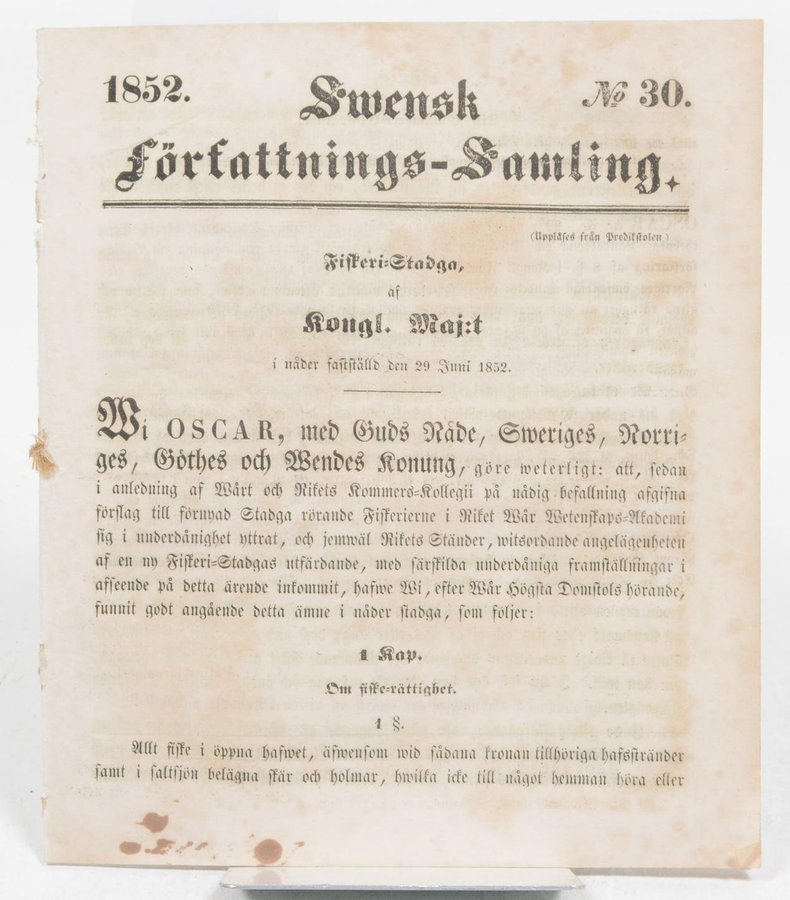 1852.
Swensk
№ 30.
Författnings-Samling.
(Uppläses från Predikstolen)
Fiskeri-Stadga,
af
Kongl. Maj:t
i nåder fastställd den 29 Juni 1852.
Wi OSCAR, med Guds Nåde, Sweriges, Norri-
ges, Göthes och Wendes Konung, göre weterligt: att, sedan
i anledning af Wårt och Rikets Kommers-Kollegii på nådig befallning afgifna
förslag till förnyad Stadga rörande Fiskerierne i Riket Wår Wetenskaps-Akademi
sig i underdånighet yttrat, och jemwäl Rikets Ständer, witsordande angelägenheten
af en ny Fiskeri-Stadgas utfärdande, med särskilda underdåniga framställningar i
afseende på detta ärende inkommit, hafwe Wi, efter Wår Högsta Domstols hörande,
funnit godt angående detta ämne i nåder stadga, som följer:
1 Kap.
Om fiske-rättighet.
1 §.
Allt fiske i öppna hafwet, äfwensom wid sådana kronan tillhöriga hafsstränder
samt i saltsjön belägna skär och holmar, hwilka icke till något hemman höra eller